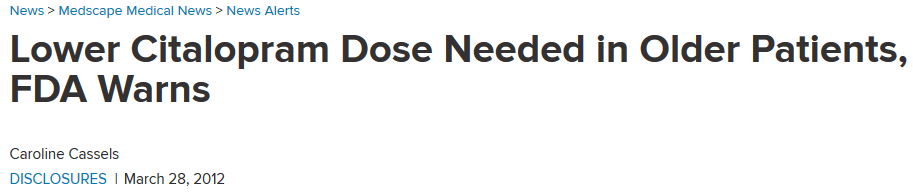 News > Medscape Medical News > News Alerts
Lower Citalopram Dose Needed in Older Patients,
FDA Warns
Caroline Cassels
DISCLOSURES | March 28, 2012